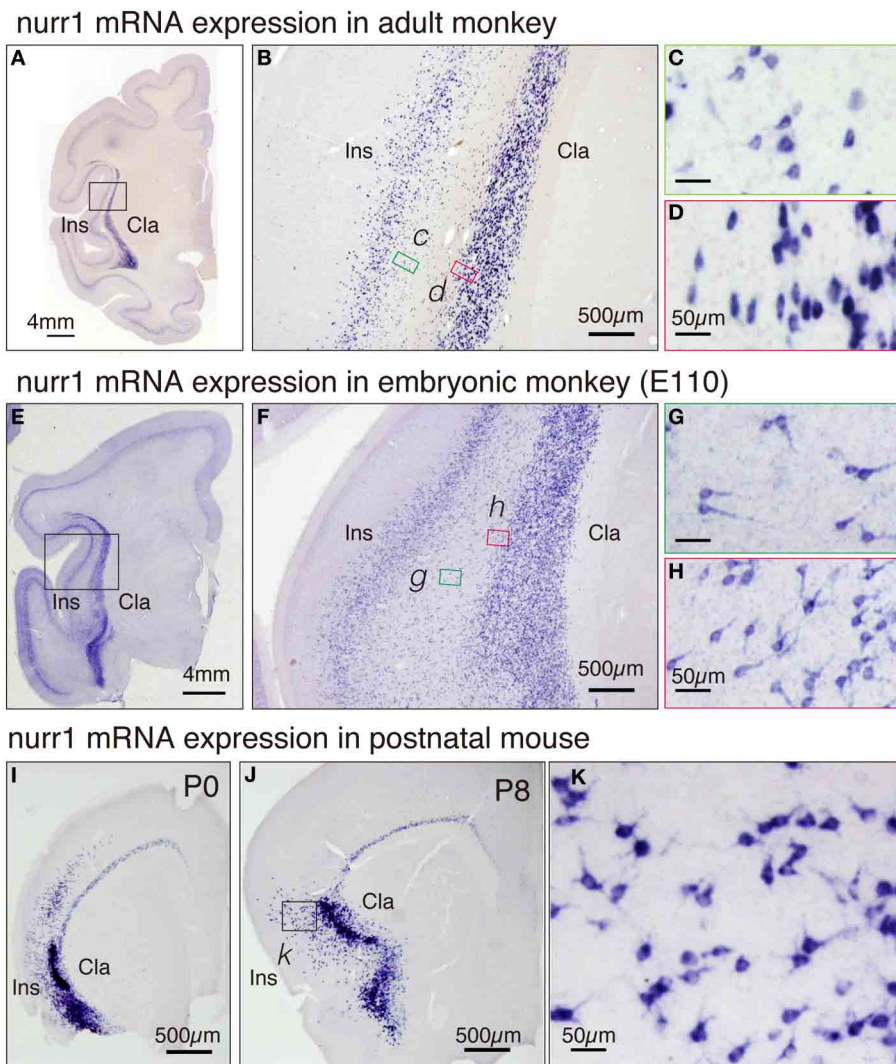 nurr1 mRNA expression in adult monkey
A
Ins
Cla
4mm
B
Ins
Cla
c
d
500µm
C
D
50µm
nurr1 mRNA expression in embryonic monkey (E110)
E
Ins
Cla
4mm
F
Ins
h
Cla
g
500µm
G
H
50µm
nurr1 mRNA expression in postnatal mouse
I
P0
Cla
Ins
500µm
J
P8
Cla
k
Ins
500µm
K
50µm